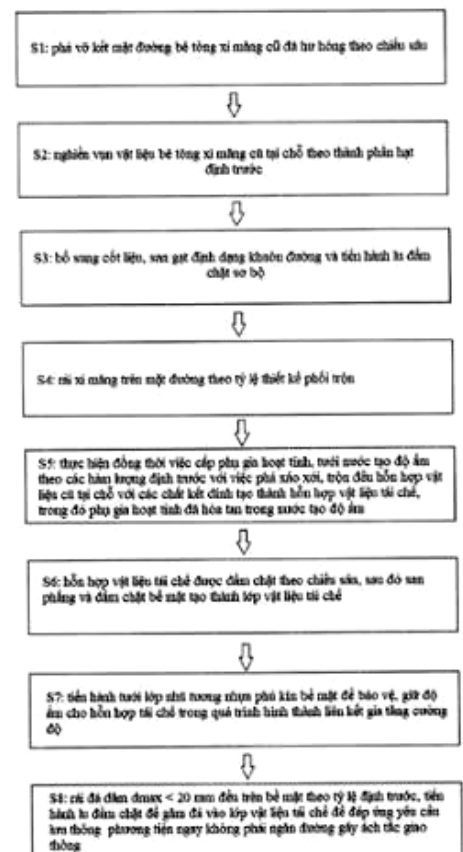 S1: phá vỡ kết mặt đường bê tông xi măng cũ đã hư hỏng theo chiều sâu
S2: nghiền vụn vật liệu bê tông xi măng cũ tại chỗ theo thành phần hạt
định trước
S3: bổ sung cốt liệu, san gạt định dạng khuôn đường và tiến hành lu đầm
chặt sơ bộ
S4: rải xi măng trên mặt đường theo tỷ lệ thiết kế phối trộn
S5: thực hiện đồng thời việc cấp phụ gia hoạt tính, tưới nước tạo độ ẩm
theo các hàm lượng định trước với việc phá xáo xới, trộn đều hỗn hợp vật
liệu cũ tại chỗ với các chất kết dính tạo thành hỗn hợp vật liệu tái chế,
trong đó phụ gia hoạt tính đã hòa tan trong nước tạo độ ẩm
S6: hỗn hợp vật liệu tái chế được đầm chặt theo chiều sâu, sau đó san
phẳng và đầm chặt bề mặt tạo thành lớp vật liệu tái chế
S7: tiến hành tưới lớp nhũ tương nhựa phủ kín bề mặt để bảo vệ, giữ độ
ẩm cho hỗn hợp tái chế trong quá trình hình thành liên kết gia tăng cường
độ
S8: rải đá dăm dmax < 20 mm đều trên bề mặt theo tỷ lệ định trước, tiến
hành lu đầm chặt để găm đá vào lớp vật liệu tái chế để đáp ứng yêu cầu
lưu thông phương tiện ngay không phải ngăn đường gây ách tắc giao
thông